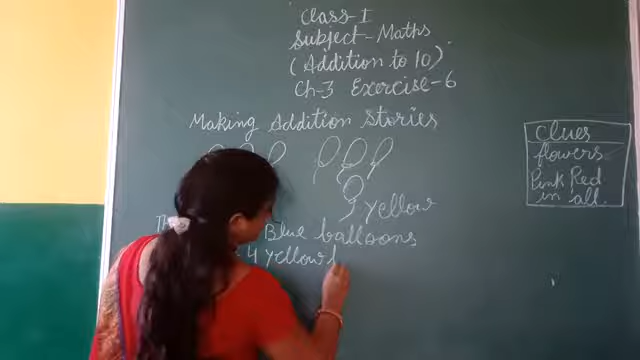 Class-I
Subject-Maths
(Addition to 10)
Ch-3 Exercise-6
Making Addition Stories
yellow
Th
Blue balloons
4 yellow b
Clues
flowers
Pink Red
in all.